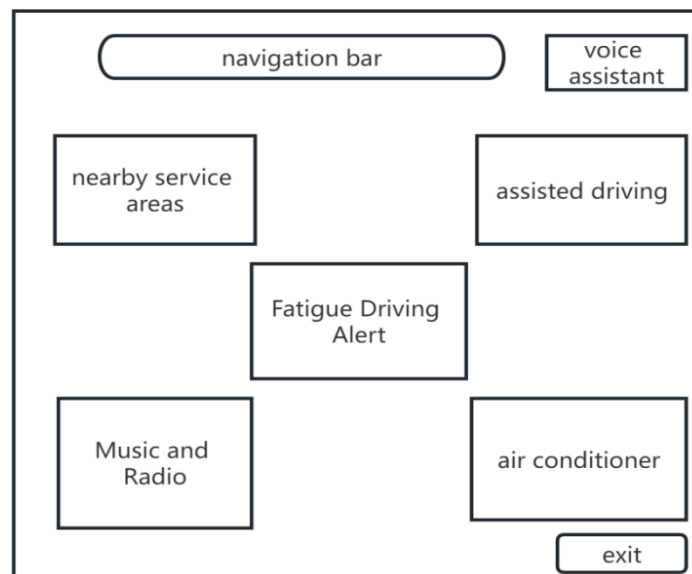 navigation bar
voice
assistant
nearby service
areas
assisted driving
Fatigue Driving
Alert
Music and
Radio
air conditioner
exit